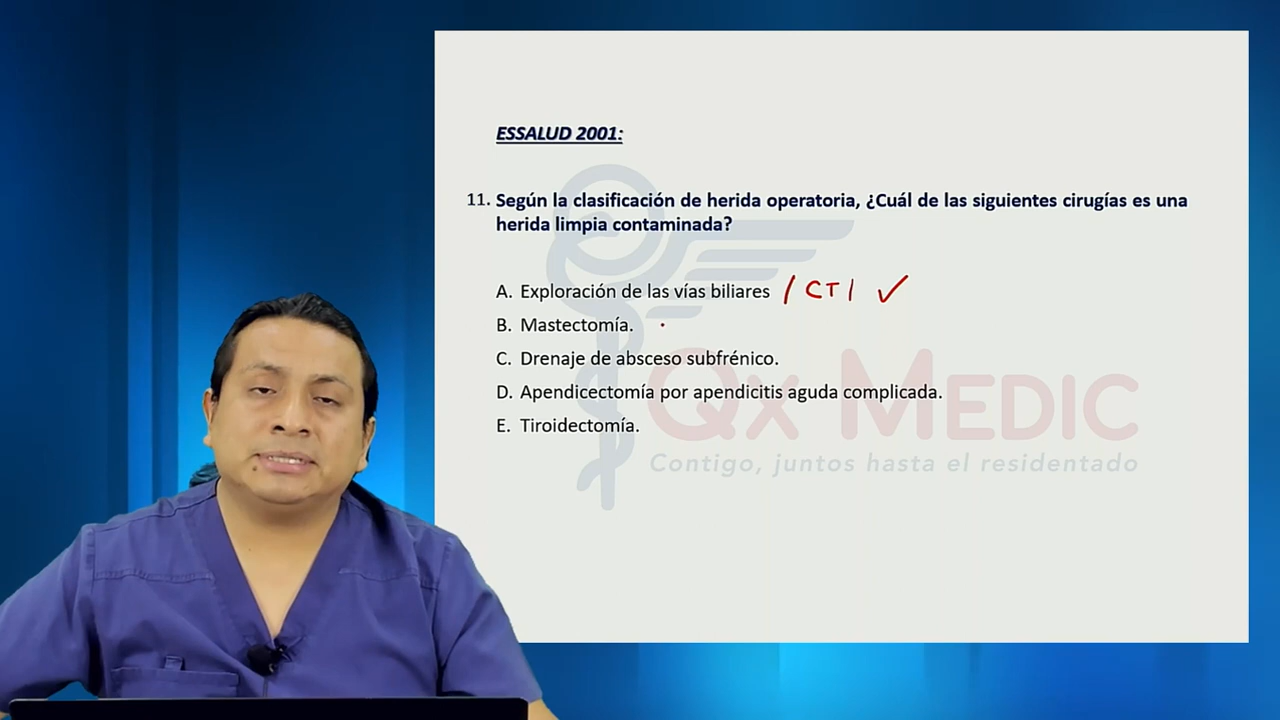 ESSALUD 2001:
11. Según la clasificación de herida operatoria, ¿Cuál de las siguientes cirugías es una
herida limpia contaminada?
A. Exploración de las vías biliares / CT / ✓
B. Mastectomía.
C. Drenaje de absceso subfrénico.
D. Apendicectomía por apendicitis aguda complicada.
E. Tiroidectomía.
Qx MEDIC
Contigo, juntos hasta el residentado